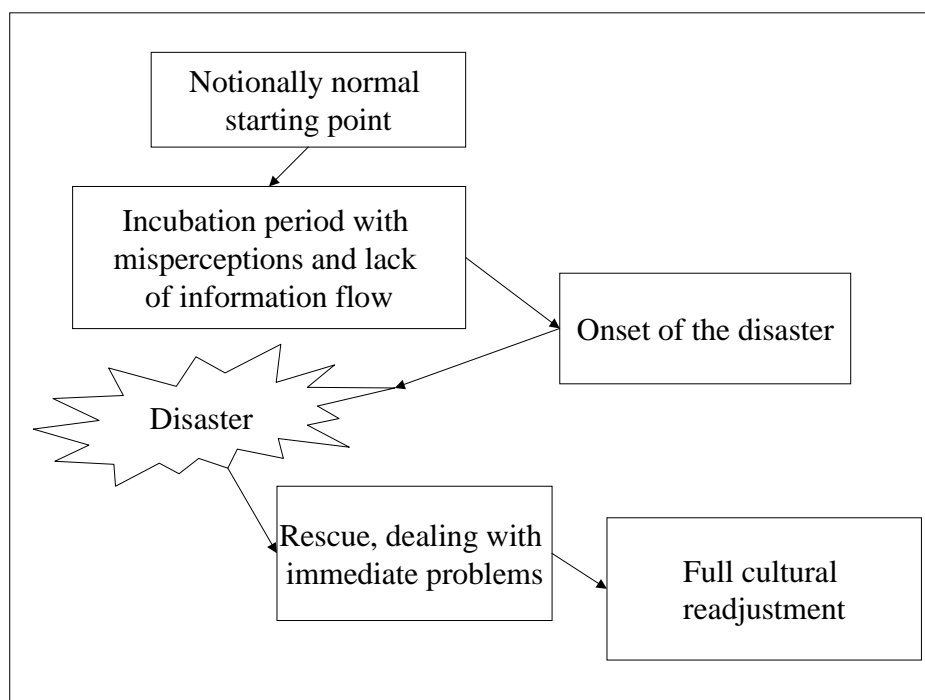 Notionally normal
starting point
Incubation period with
misperceptions and lack
of information flow
Onset of the disaster
Disaster
Rescue, dealing with
immediate problems
Full cultural
readjustment